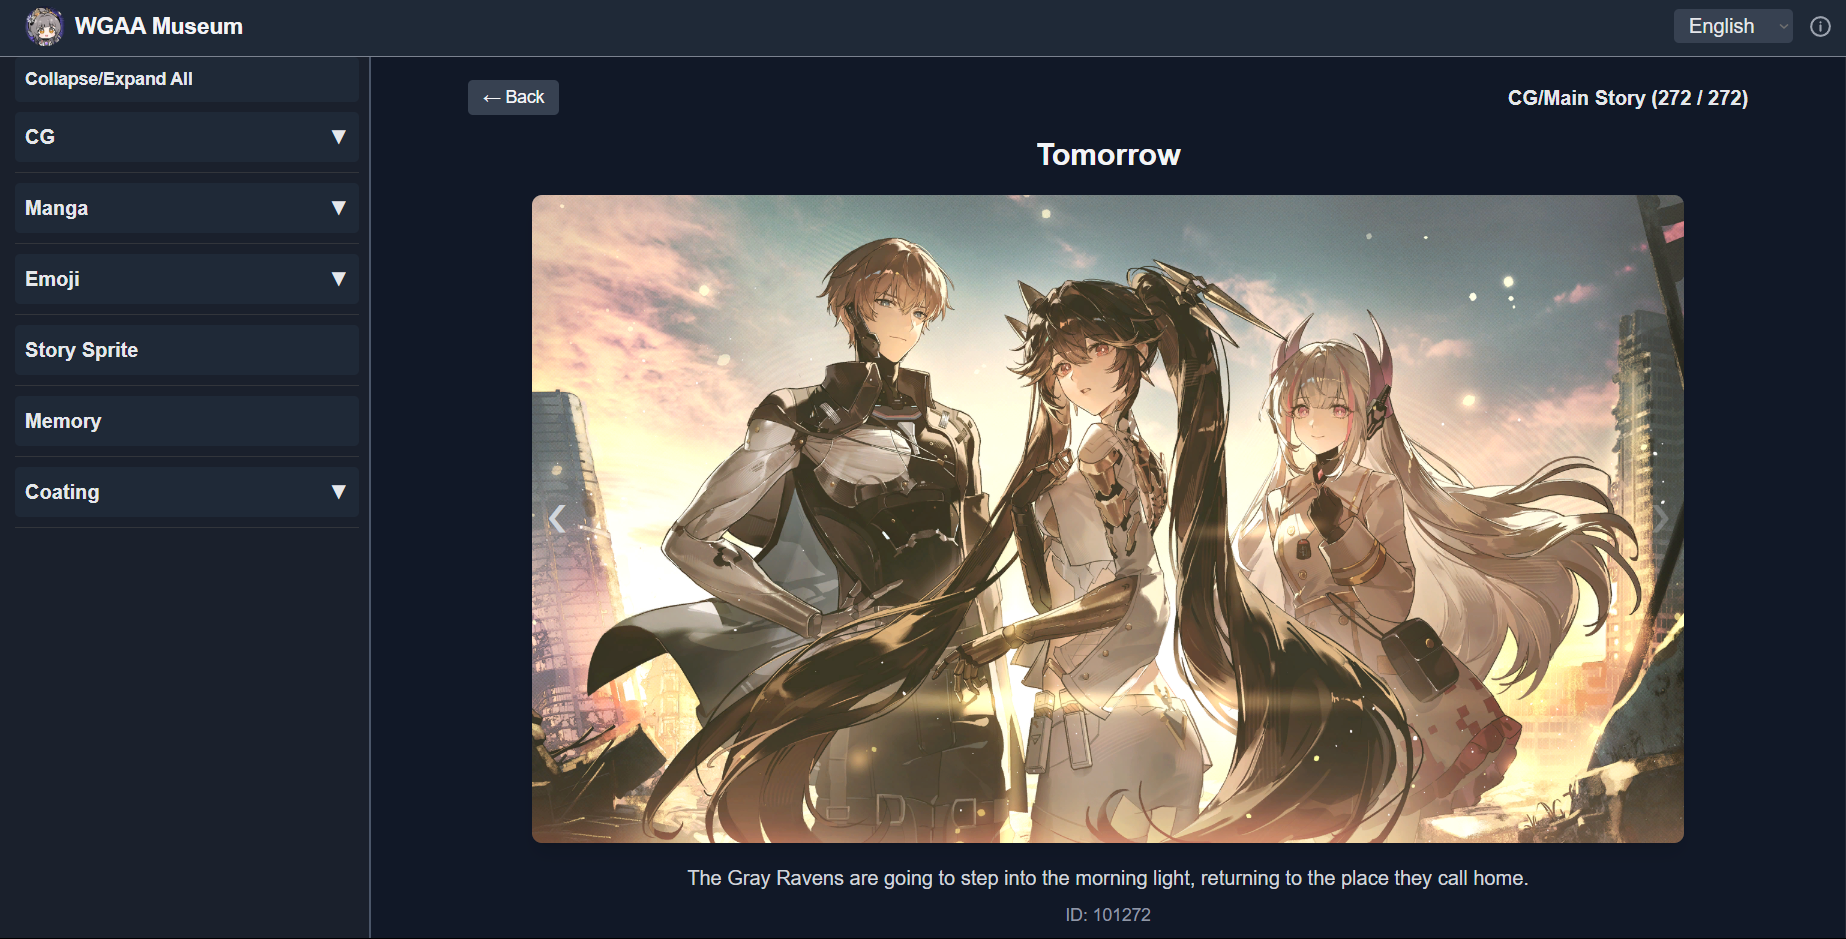 WGAA Museum
English
Collapse/Expand All
CG ▼
Manga ▼
Emoji ▼
Story Sprite
Memory
Coating ▼
← Back
CG/Main Story (272 / 272)
Tomorrow
The Gray Ravens are going to step into the morning light, returning to the place they call home.
ID: 101272